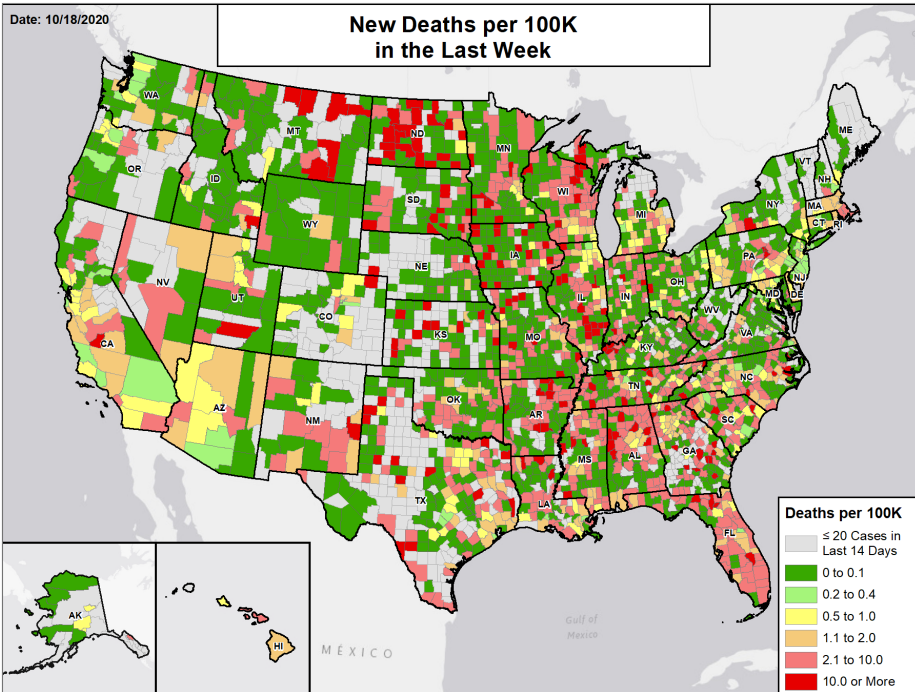 Date: 10/18/2020
New Deaths per 100K
in the Last Week
WA
MT
ND
MN
ME
OR
ID
SD
WI
MI
VT
NH
NY
MA
CT
RI
WY
IA
PA
NJ
NE
NV
UT
CO
IL
IN
OH
MD
DE
WV
VA
CA
KS
MO
KY
AZ
NM
OK
AR
TN
NC
SC
MS
AL
GA
TX
LA
FL
Deaths per 100K
≤ 20 Cases in
Last 14 Days
0 to 0.1
0.2 to 0.4
0.5 to 1.0
1.1 to 2.0
2.1 to 10.0
10.0 or More
AK
HI
MÉXICO
Gulf of
Mexico